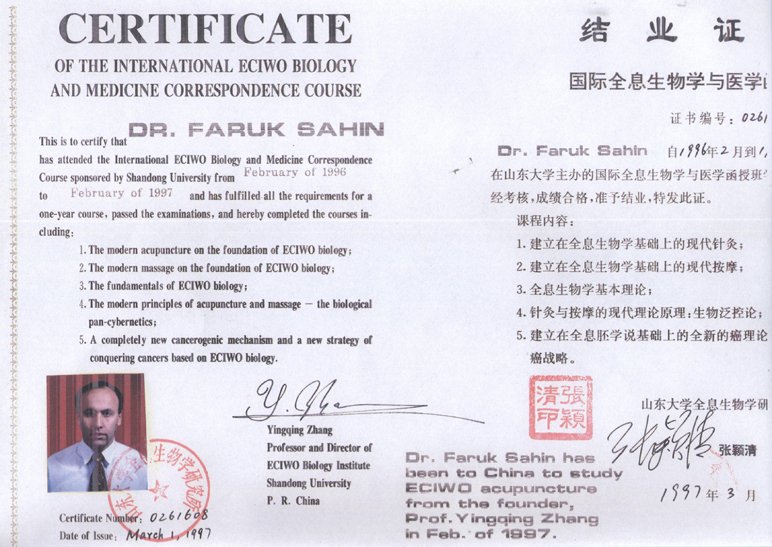 CERTIFICATE
OF THE INTERNATIONAL ECIWO BIOLOGY
AND MEDICINE CORRESPONDENCE COURSE
This is to certify that DR. FARUK SAHIN
has attended the International ECIWO Biology and Medicine Correspondence
Course sponsored by Shandong University from February of 1996
to February of 1997 and has fulfilled all the requirements for a
one-year course, passed the examinations, and hereby completed the courses in-
cluding:
1. The modern acupuncture on the foundation of ECIWO biology;
2. The modern massage on the foundation of ECIWO biology;
3. The fundamentals of ECIWO biology;
4. The modern principles of acupuncture and massage — the biological
pan-cybernetics;
5. A completely new cancerogenic mechanism and a new strategy of
conquering cancers based on ECIWO biology.
Yingqing Zhang
Professor and Director of
ECIWO Biology Institute
Shandong University
P. R. China
Certificate Number: 0261608
Date of Issue: March 1, 1997
结 业 证
国际全息生物学与医学
证书编号: 0261
Dr. Faruk Sahin 自1996年2月到1
在山东大学主办的国际全息生物学与医学函授班
经考核,成绩合格,准予结业,特发此证。
课程内容:
1. 建立在全息生物学基础上的现代针灸;
2. 建立在全息生物学基础上的现代按摩;
3. 全息生物学基本理论;
4. 针灸与按摩的现代理论原理:生物泛控论;
5. 建立在全息胚学说基础上的全新的癌理论
癌战略。
張穎清印
山东大学全息生物学研
张颖清
1997年3月
Dr. Faruk Sahin has
been to China to study
ECIWO acupuncture
from the founder,
Prof. Yingqing Zhang
in Feb. of 1997.